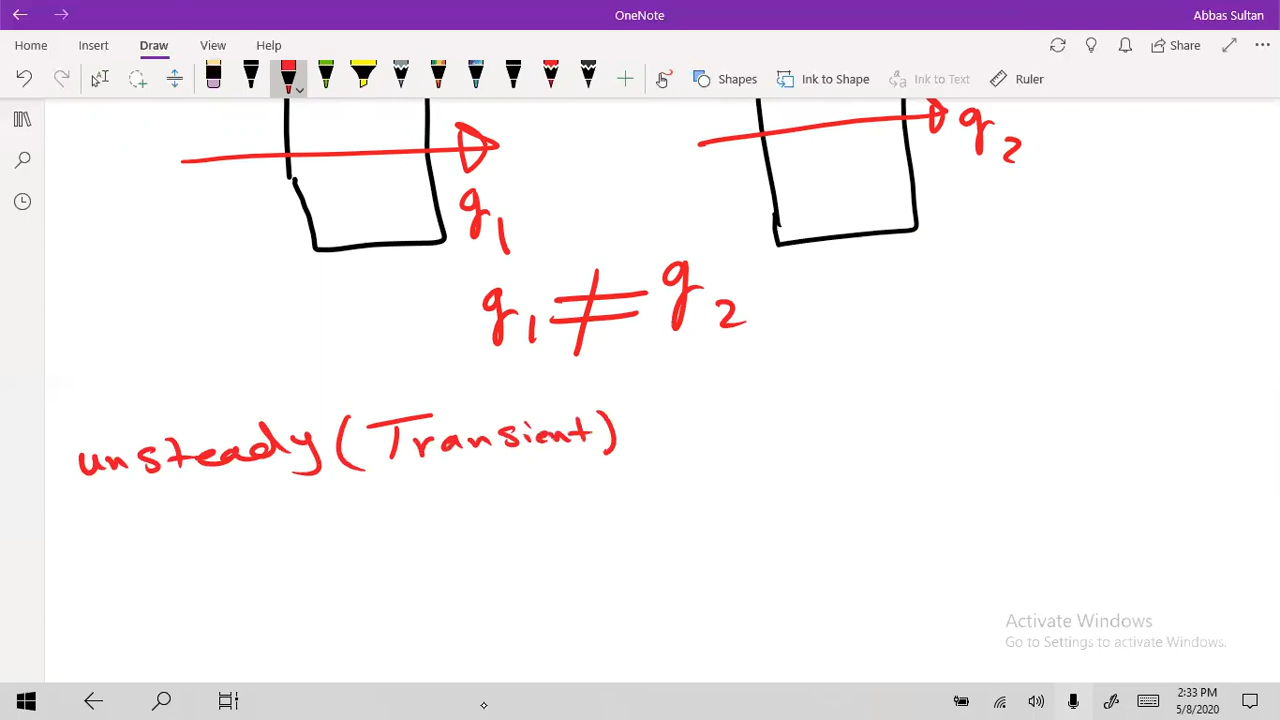 OneNote
Abbas Sultan
Home Insert Draw View Help
Share
Shapes
Ink to Shape
Ink to Text
Ruler
q1
q2
q1 ≠ q2
unsteady (Transient)
Activate Windows
Go to Settings to activate Windows.
2:33 PM
5/8/2020